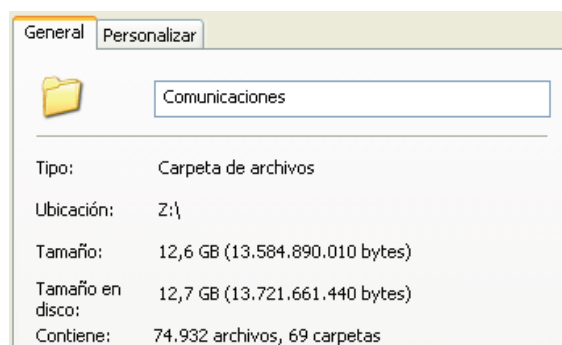 General Personalizar
Comunicaciones
Tipo: Carpeta de archivos
Ubicación: Z:\
Tamaño: 12,6 GB (13.584.890.010 bytes)
Tamaño en
disco: 12,7 GB (13.721.661.440 bytes)
Contiene: 74.932 archivos, 69 carpetas